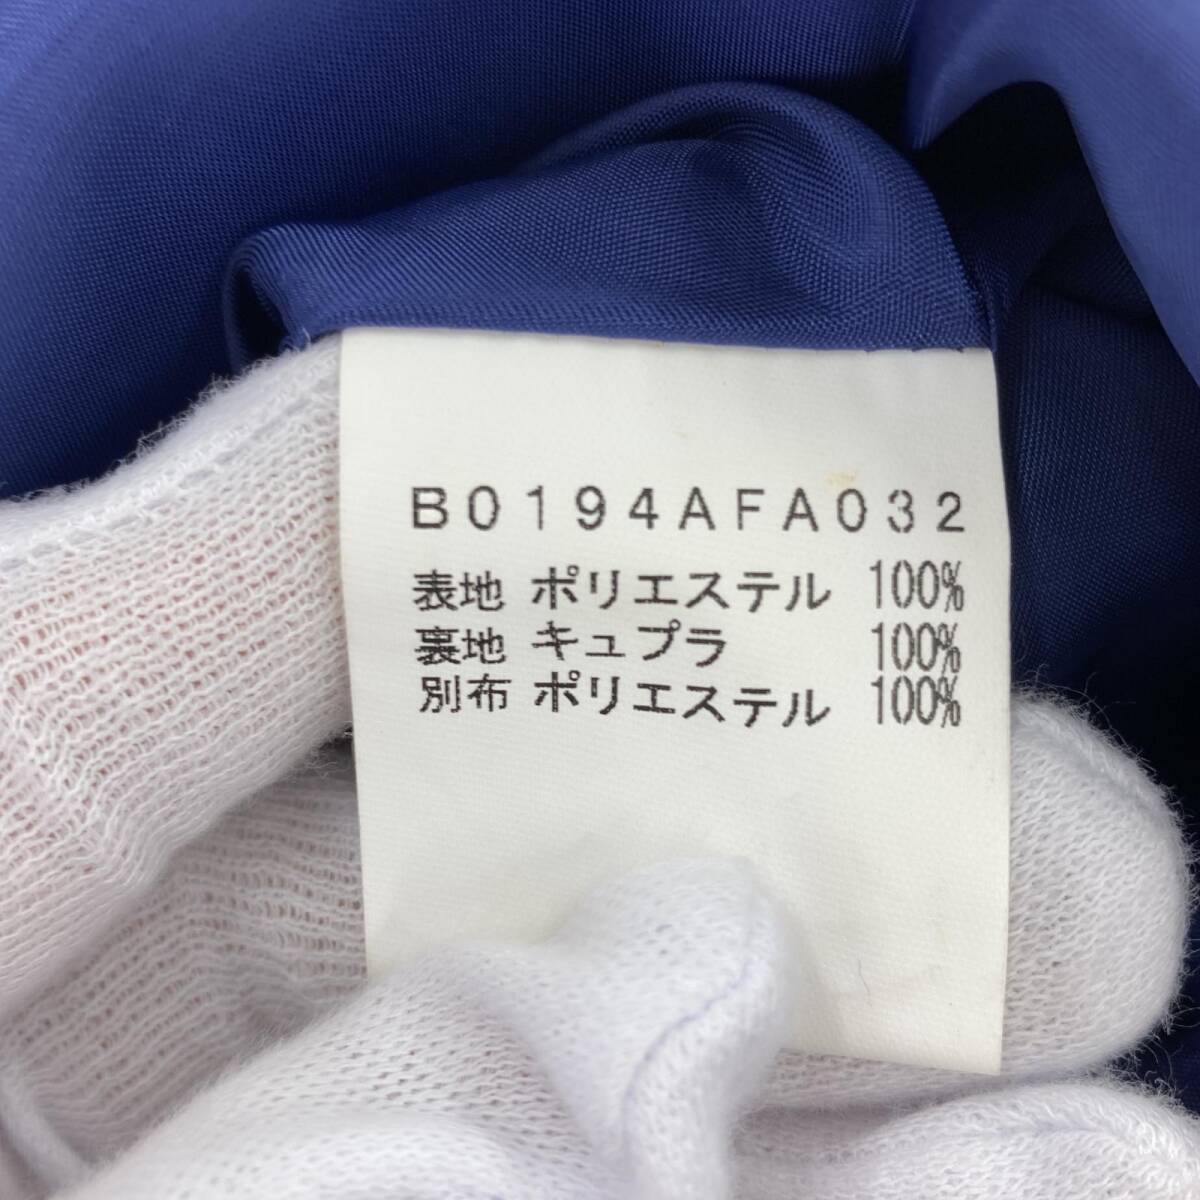 B0194AFA032
表地 ポリエステル 100%
裏地 キュプラ 100%
別布 ポリエステル 100%